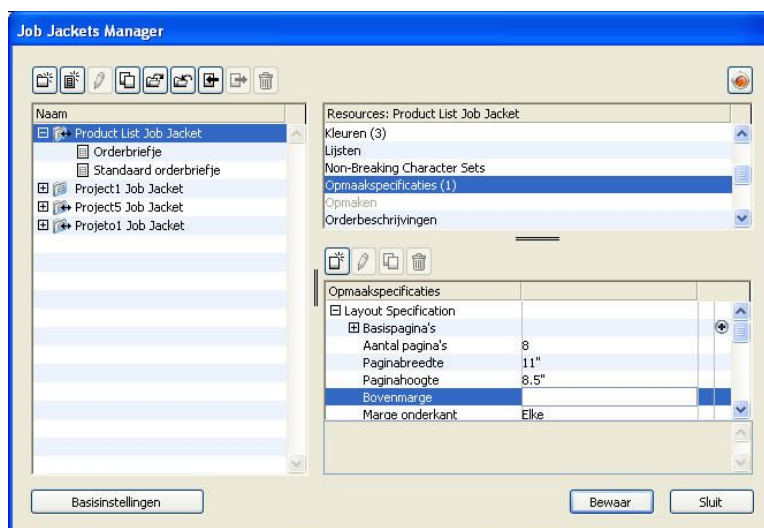 Job Jackets Manager
Naam
Product List Job Jacket
Orderbriefje
Standaard orderbriefje
Project1 Job Jacket
Project5 Job Jacket
Projeto1 Job Jacket
Resources: Product List Job Jacket
Kleuren (3)
Lijsten
Non-Breaking Character Sets
Opmaakspecificaties (1)
Opmaken
Orderbeschrijvingen
Opmaakspecificaties
Layout Specification
Basispagina's
Aantal pagina's 8
Paginabreedte 11"
Paginahoogte 8.5"
Bovenmarge
Marge onderkant Elke
Basisinstellingen
Bewaar
Sluit